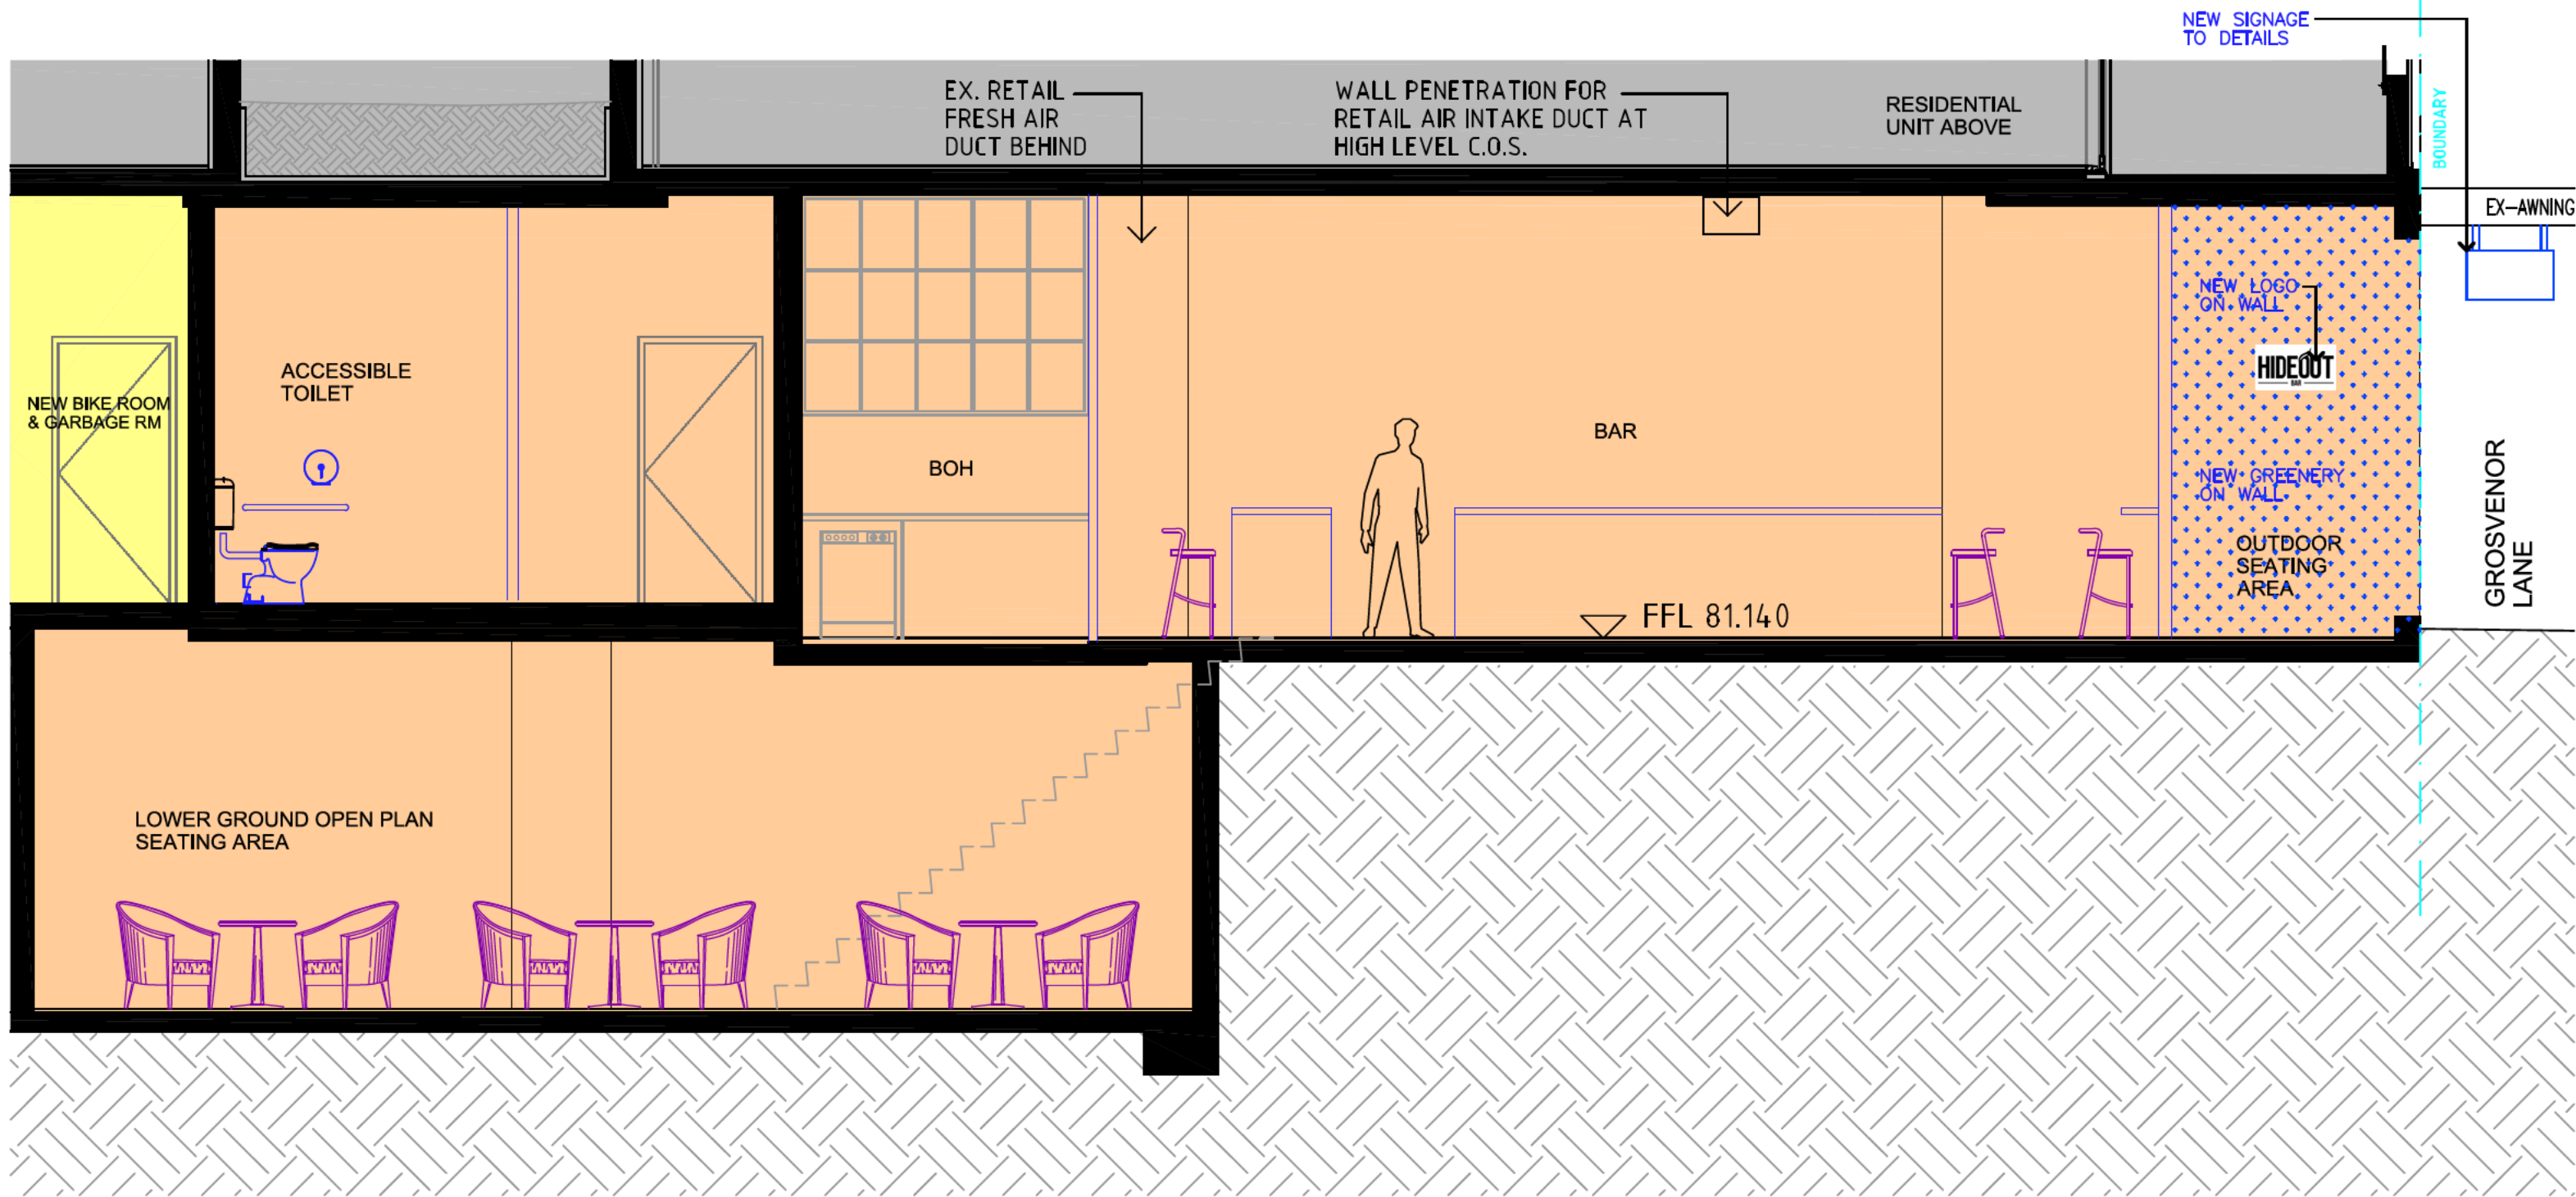 NEW SIGNAGE
TO DETAILS
EX. RETAIL
FRESH AIR
DUCT BEHIND
WALL PENETRATION FOR
RETAIL AIR INTAKE DUCT AT
HIGH LEVEL C.O.S.
RESIDENTIAL
UNIT ABOVE
BOUNDARY
EX-AWNING
NEW LOGO
ON WALL
HIDEOUT
BAR
ACCESSIBLE
TOILET
NEW BIKE ROOM
& GARBAGE RM
BOH
BAR
NEW GREENERY
ON WALL
OUTDOOR
SEATING
AREA
GROSVENOR
LANE
FFL 81.140
LOWER GROUND OPEN PLAN
SEATING AREA